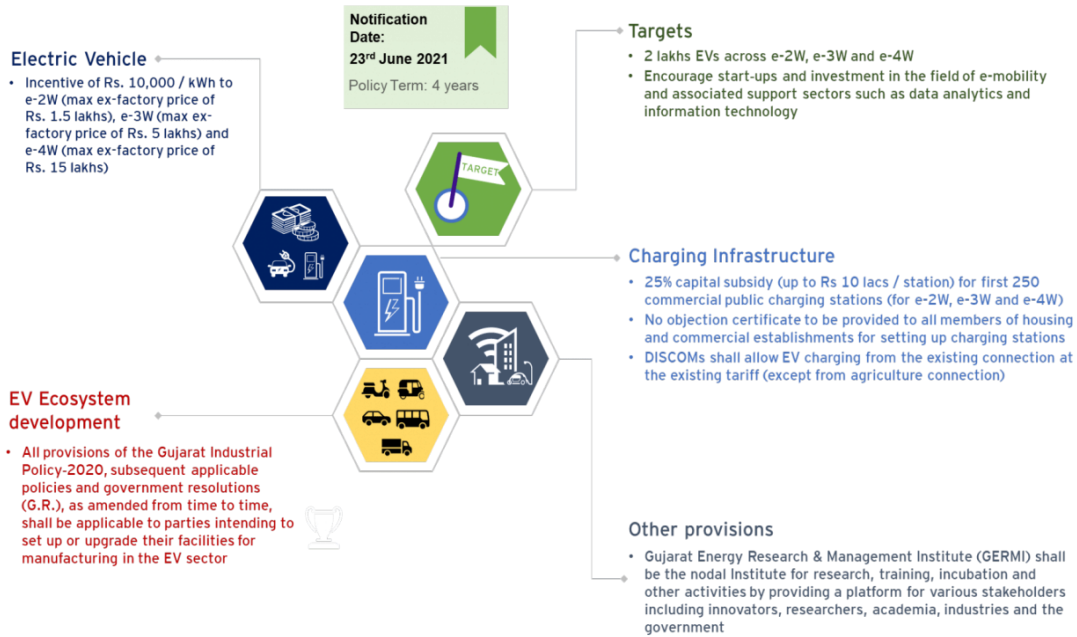 Notification
Date:
23rd June 2021
Policy Term: 4 years
Electric Vehicle
• Incentive of Rs. 10,000 / kWh to
e-2W (max ex-factory price of
Rs. 1.5 lakhs), e-3W (max ex-
factory price of Rs. 5 lakhs) and
e-4W (max ex-factory price of
Rs. 15 lakhs)
Targets
• 2 lakhs EVs across e-2W, e-3W and e-4W
• Encourage start-ups and investment in the field of e-mobility
and associated support sectors such as data analytics and
information technology
TARGET
Charging Infrastructure
• 25% capital subsidy (up to Rs 10 lacs / station) for first 250
commercial public charging stations (for e-2W, e-3W and e-4W)
• No objection certificate to be provided to all members of housing
and commercial establishments for setting up charging stations
• DISCOMs shall allow EV charging from the existing connection at
the existing tariff (except from agriculture connection)
EV Ecosystem
development
• All provisions of the Gujarat Industrial
Policy-2020, subsequent applicable
policies and government resolutions
(G.R.), as amended from time to time,
shall be applicable to parties intending to
set up or upgrade their facilities for
manufacturing in the EV sector
Other provisions
• Gujarat Energy Research & Management Institute (GERMI) shall
be the nodal Institute for research, training, incubation and
other activities by providing a platform for various stakeholders
including innovators, researchers, academia, industries and the
government